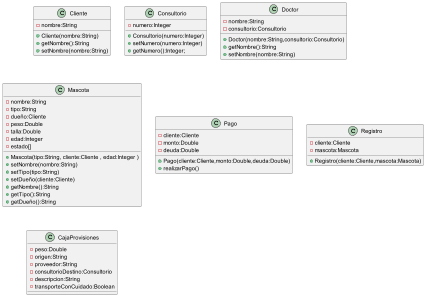 C Cliente
nombre:String
Cliente(nombre:String)
getNombre():String
setNombre(nombre:String)
C Consultorio
numero:Integer
Consultorio(numero:Integer)
setNumero(numero:Integer)
getNumero():Integer;
C Doctor
nombre:String
consultorio:Consultorio
Doctor(nombre:String,consultorio:Consultorio)
getNombre():String
setNombre(nombre:String)
C Mascota
nombre:String
tipo:String
dueño:Cliente
peso:Double
talla:Double
edad:Integer
estado[]
Mascota(tipo:String, cliente:Cliente , edad:Integer )
setNombre(nombre:String)
setTipo(tipo:String)
setDueño(cliente:Cliente)
getNombre():String
getTipo():String
getDueño():String
C Pago
cliente:Cliente
monto:Double
deuda:Double
Pago(cliente:Cliente,monto:Double,deuda:Double)
realizarPago()
C Registro
cliente:Cliente
mascota:Mascota
Registro(cliente:Cliente,mascota:Mascota)
C CajaProvisiones
peso:Double
origen:String
proveedor:String
consultorioDestino:Consultorio
descripcion:String
transporteConCuidado:Boolean